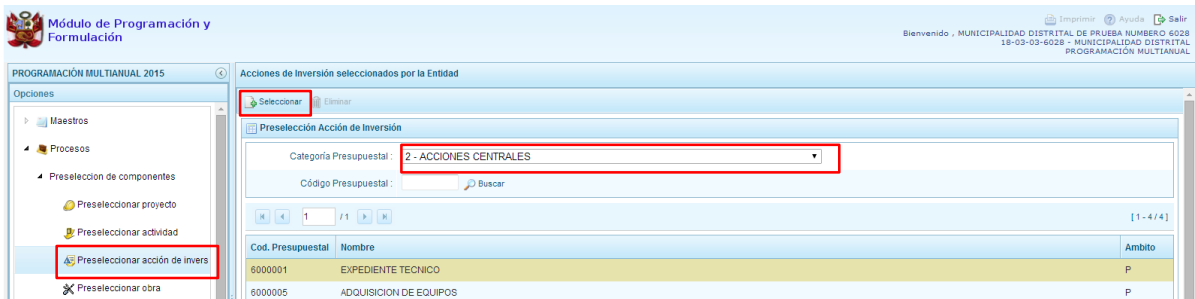 Módulo de Programación y
Formulación
Imprimir Ayuda Salir
Bienvenido , MUNICIPALIDAD DISTRITAL DE PRUEBA NUMBERO 6028
18-03-03-6028 - MUNICIPALIDAD DISTRITAL
PROGRAMACIÓN MULTIANUAL
PROGRAMACIÓN MULTIANUAL 2015
Opciones
Maestros
Procesos
Preseleccion de componentes
Preseleccionar proyecto
Preseleccionar actividad
Preseleccionar acción de invers
Preseleccionar obra
Acciones de Inversión seleccionados por la Entidad
Seleccionar Eliminar
Preselección Acción de Inversión
Categoría Presupuestal : 2 - ACCIONES CENTRALES
Código Presupuestal : Buscar
1 / 1 [ 1 - 4 / 4 ]
Cod. Presupuestal Nombre Ambito
6000001 EXPEDIENTE TECNICO P
6000005 ADQUISICION DE EQUIPOS P